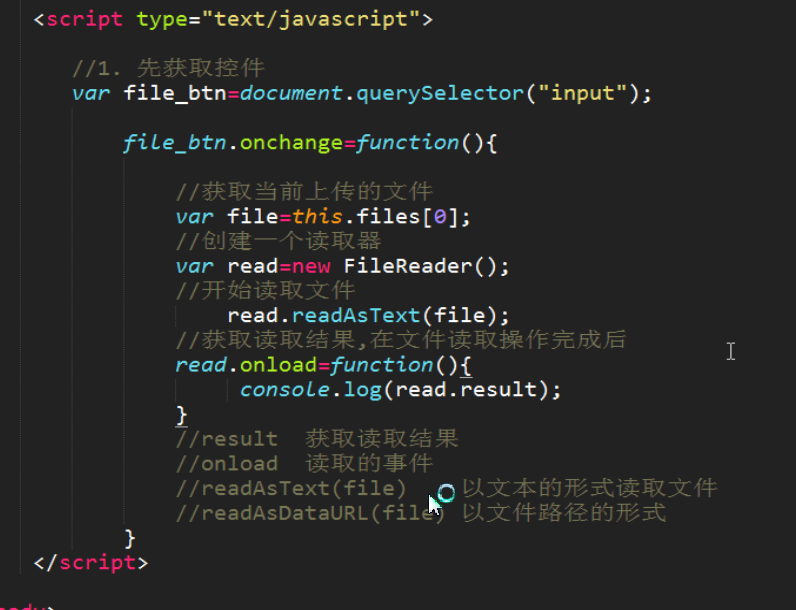 <script type="text/javascript">
//1. 先获取控件
var file_btn=document.querySelector("input");
file_btn.onchange=function(){
//获取当前上传的文件
var file=this.files[0];
//创建一个读取器
var read=new FileReader();
//开始读取文件
read.readAsText(file);
//获取读取结果,在文件读取操作完成后
read.onload=function(){
console.log(read.result);
}
//result 获取读取结果
//onload 读取的事件
//readAsText(file) 以文本的形式读取文件
//readAsDataURL(file) 以文件路径的形式
}
</script>